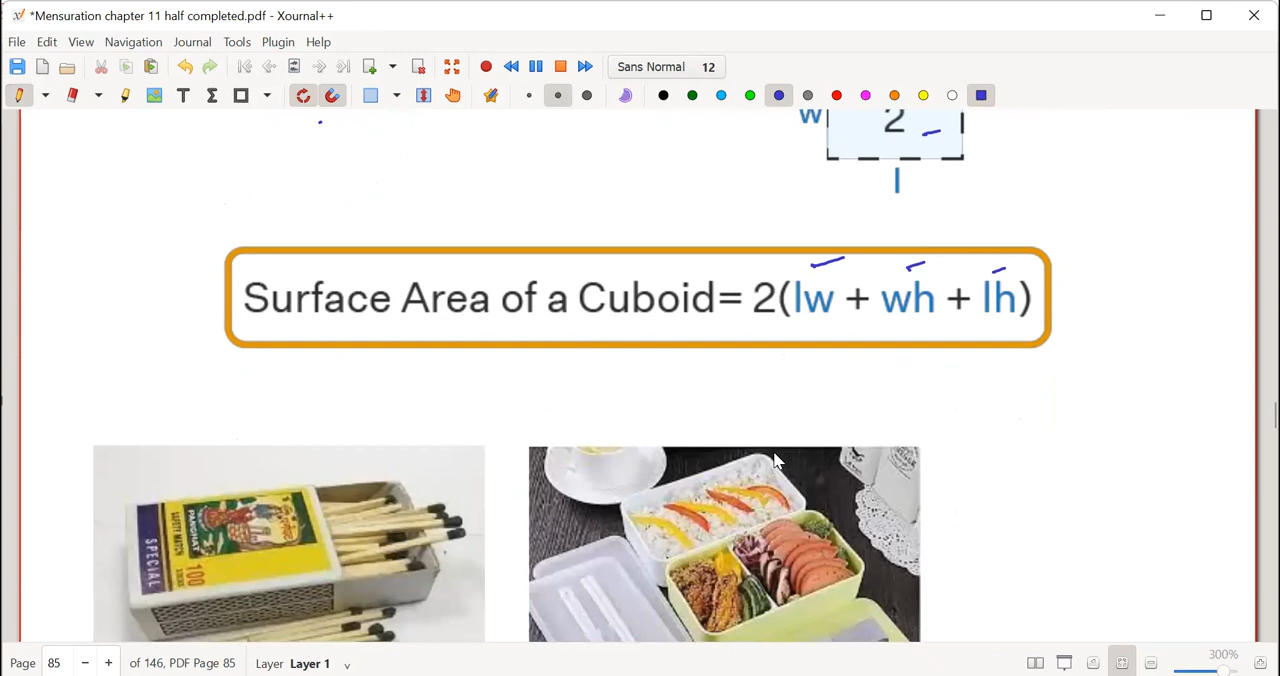 *Mensuration chapter 11 half completed.pdf - Xournal++
File Edit View Navigation Journal Tools Plugin Help
Sans Normal 12
w 2
l
Surface Area of a Cuboid= 2(lw + wh + lh)
SPECIAL
100
SAFETY MATCH
Page 85 of 146, PDF Page 85 Layer Layer 1 300%